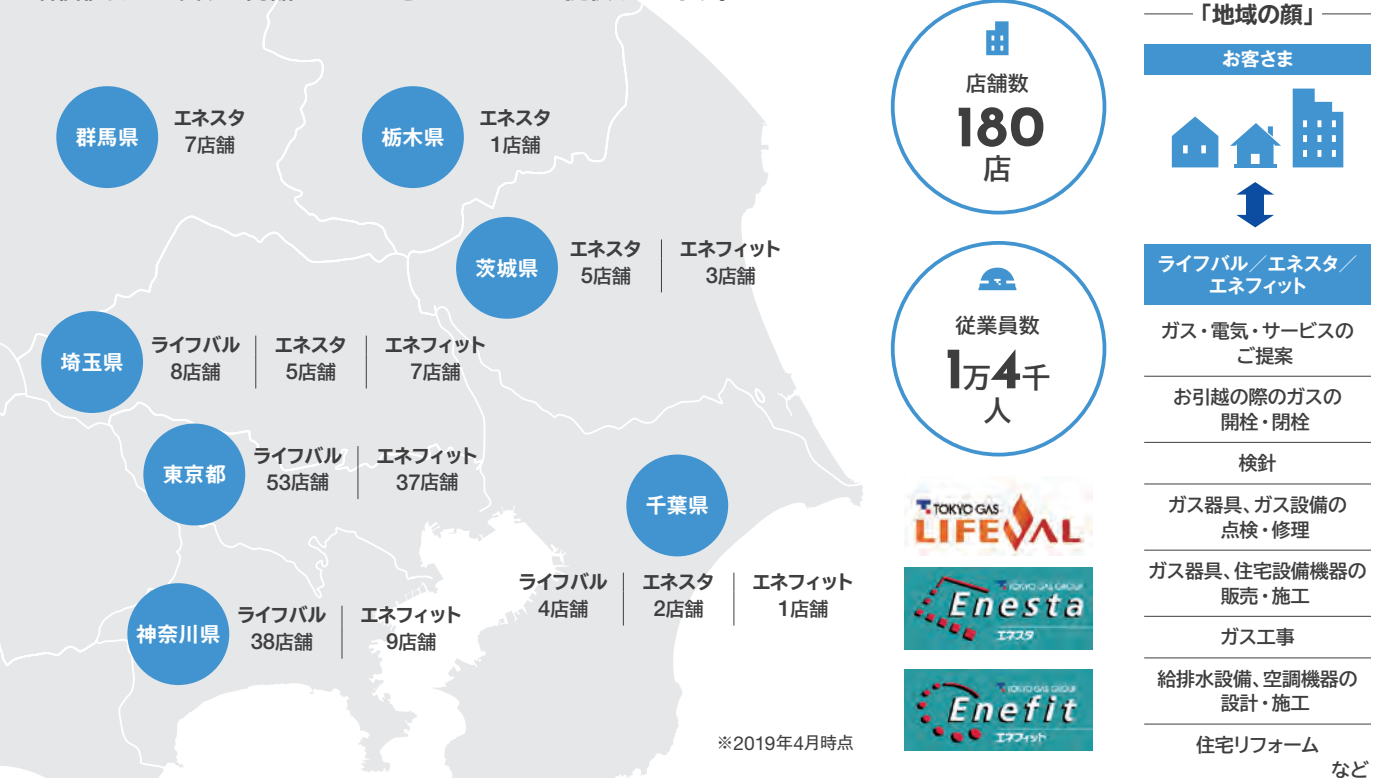 群馬県
エネスタ
7店舗
栃木県
エネスタ
1店舗
茨城県
エネスタ
5店舗
エネフィット
3店舗
埼玉県
ライフバル
8店舗
エネスタ
5店舗
エネフィット
7店舗
東京都
ライフバル
53店舗
エネフィット
37店舗
千葉県
ライフバル
4店舗
エネスタ
2店舗
エネフィット
1店舗
神奈川県
ライフバル
38店舗
エネフィット
9店舗
※2019年4月時点
店舗数
180
店
従業員数
1万4千
人
TOKYO GAS
LIFEVAL
TOKYO GAS GROUP
Enesta
エネスタ
TOKYO GAS GROUP
Enefit
エネフィット
「地域の顔」
お客さま
ライフバル／エネスタ／
エネフィット
ガス・電気・サービスの
ご提案
お引越の際のガスの
開栓・閉栓
検針
ガス器具、ガス設備の
点検・修理
ガス器具、住宅設備機器の
販売・施工
ガス工事
給排水設備、空調機器の
設計・施工
住宅リフォーム
など